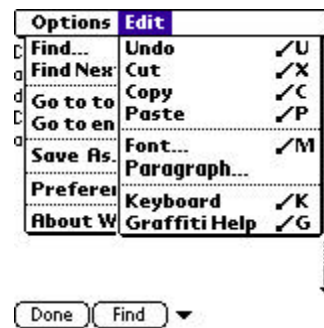 Options Edit
Find...
Find Nex
Go to to
Go to en
Save As.
Prefere
About W
Undo /U
Cut /X
Copy /C
Paste /P
Font... /M
Paragraph...
Keyboard /K
Graffiti Help /G
Done Find